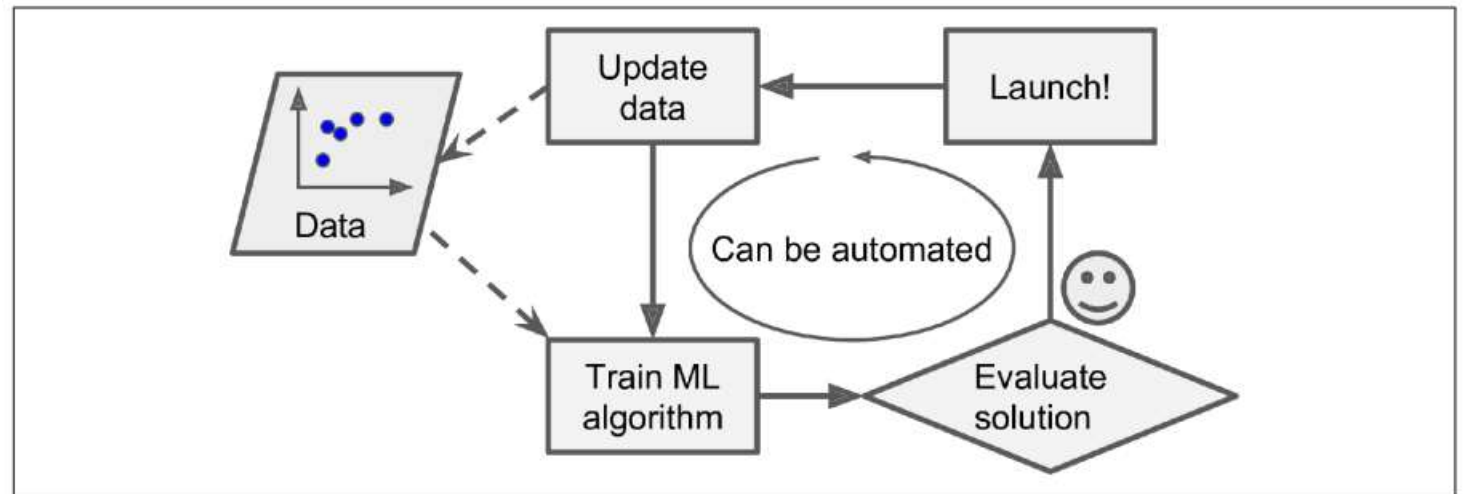 Update
data
Launch!
Data
Can be automated
Train ML
algorithm
Evaluate
solution